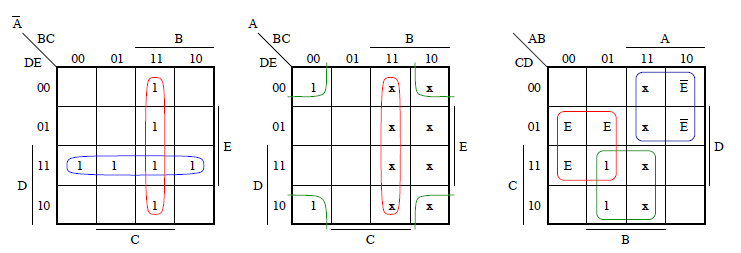 A̅ BC B A BC B AB A
DE 00 01 11 10 DE 00 01 11 10 CD 00 01 11 10
00 1 00 1 x x 00 x E̅
01 1 E 01 x x E 01 E E x E̅ D
D 11 1 1 1 1 D 11 x x C 11 E 1 x
10 1 10 1 x x 10 1 x
C C B